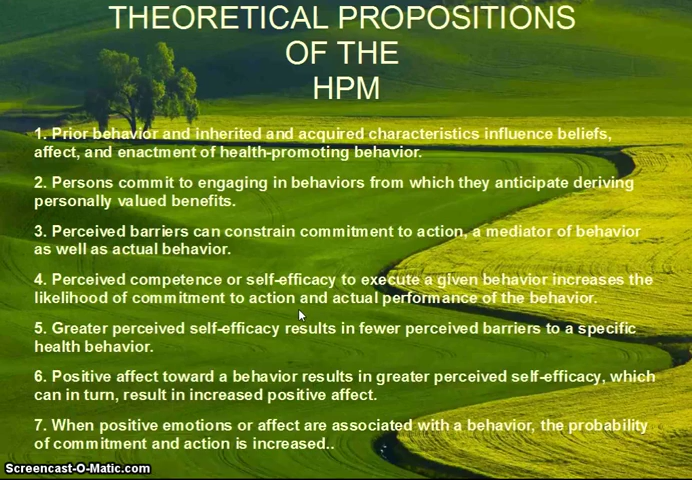 THEORETICAL PROPOSITIONS
OF THE
HPM
1. Prior behavior and inherited and acquired characteristics influence beliefs,
affect, and enactment of health-promoting behavior.
2. Persons commit to engaging in behaviors from which they anticipate deriving
personally valued benefits.
3. Perceived barriers can constrain commitment to action, a mediator of behavior
as well as actual behavior.
4. Perceived competence or self-efficacy to execute a given behavior increases the
likelihood of commitment to action and actual performance of the behavior.
5. Greater perceived self-efficacy results in fewer perceived barriers to a specific
health behavior.
6. Positive affect toward a behavior results in greater perceived self-efficacy, which
can in turn, result in increased positive affect.
7. When positive emotions or affect are associated with a behavior, the probability
of commitment and action is increased..
Screencast-O-Matic.com